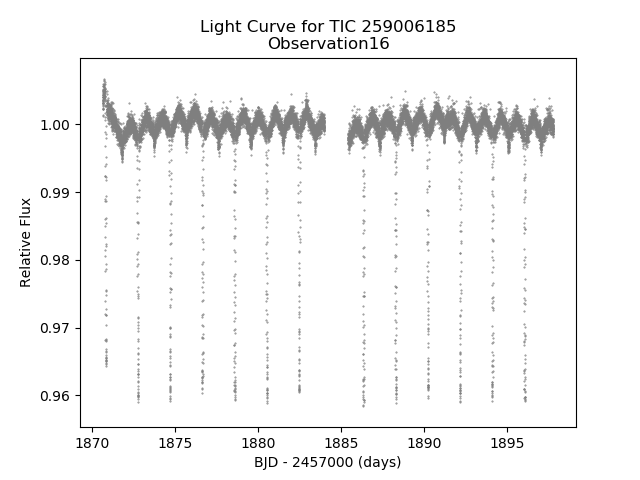 Light Curve for TIC 259006185
Observation16
1.00
0.99
0.98
0.97
0.96
Relative Flux
1870
1875
1880
1885
1890
1895
BJD - 2457000 (days)